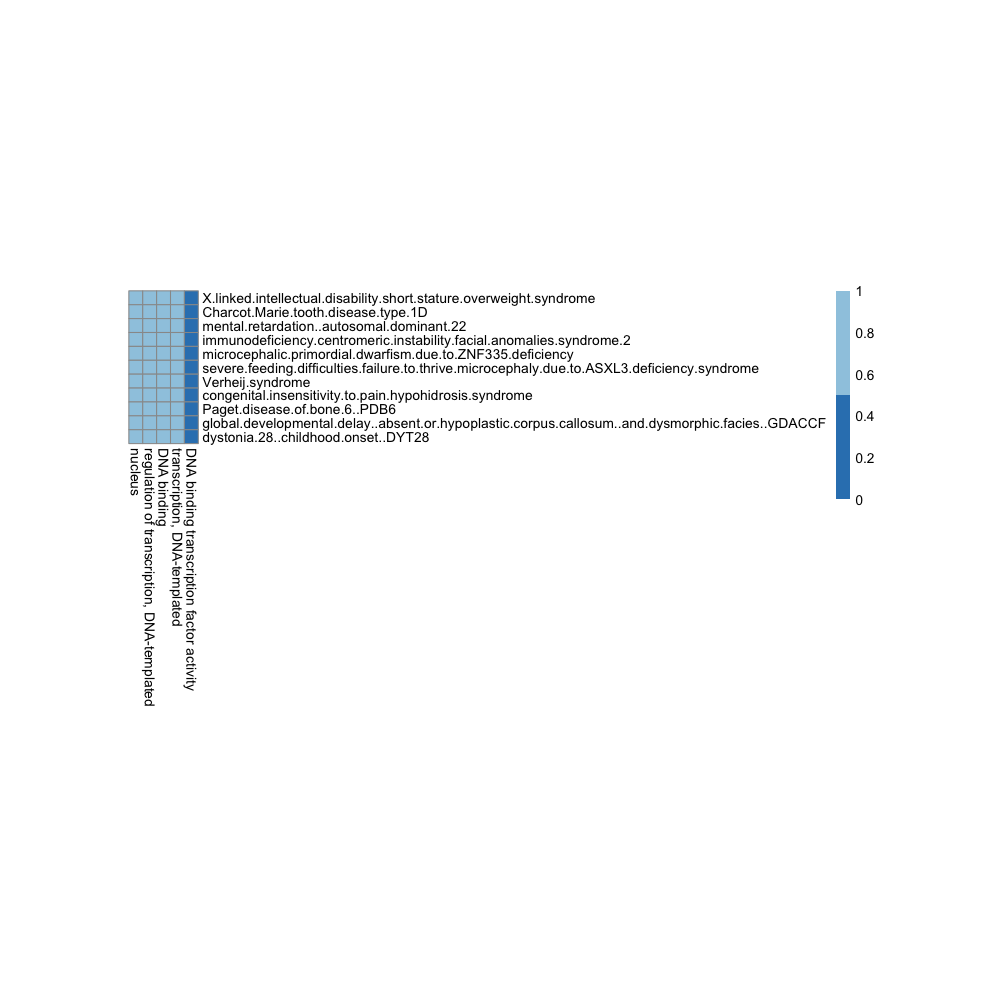 X.linked.intellectual.disability.short.stature.overweight.syndrome
Charcot.Marie.tooth.disease.type.1D
mental.retardation..autosomal.dominant.22
immunodeficiency.centromeric.instability.facial.anomalies.syndrome.2
microcephalic.primordial.dwarfism.due.to.ZNF335.deficiency
severe.feeding.difficulties.failure.to.thrive.microcephaly.due.to.ASXL3.deficiency.syndrome
Verheij.syndrome
congenital.insensitivity.to.pain.hypohidrosis.syndrome
Paget.disease.of.bone.6..PDB6
global.developmental.delay..absent.or.hypoplastic.corpus.callosum..and.dysmorphic.facies..GDACCF
dystonia.28..childhood.onset..DYT28
nucleus
regulation of transcription, DNA-templated
DNA binding
transcription, DNA-templated
DNA binding transcription factor activity
1
0.8
0.6
0.4
0.2
0